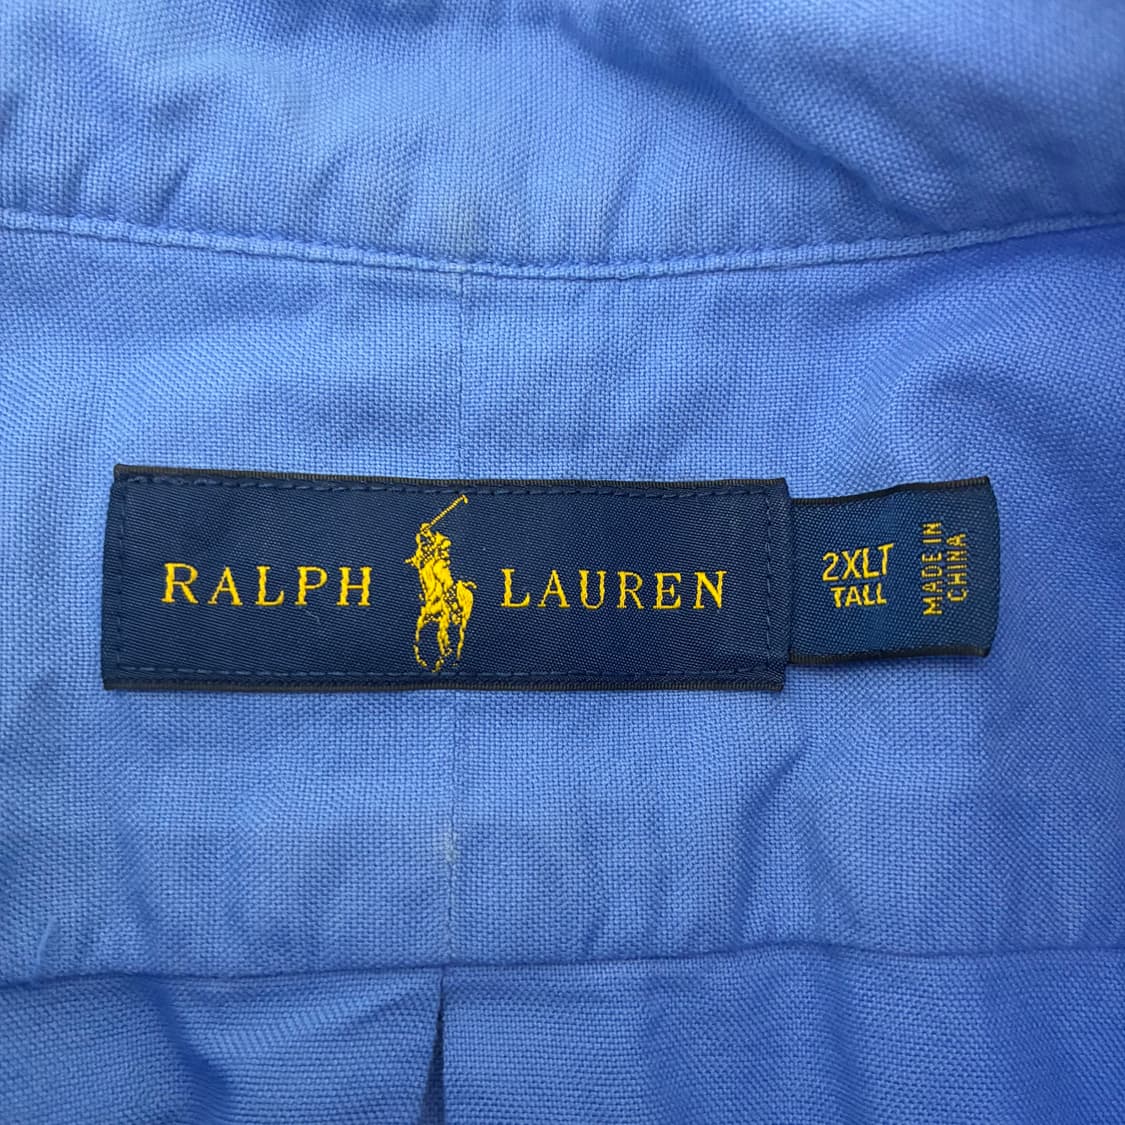 RALPH LAUREN
2XLT
TALL
MADE IN
CHINA